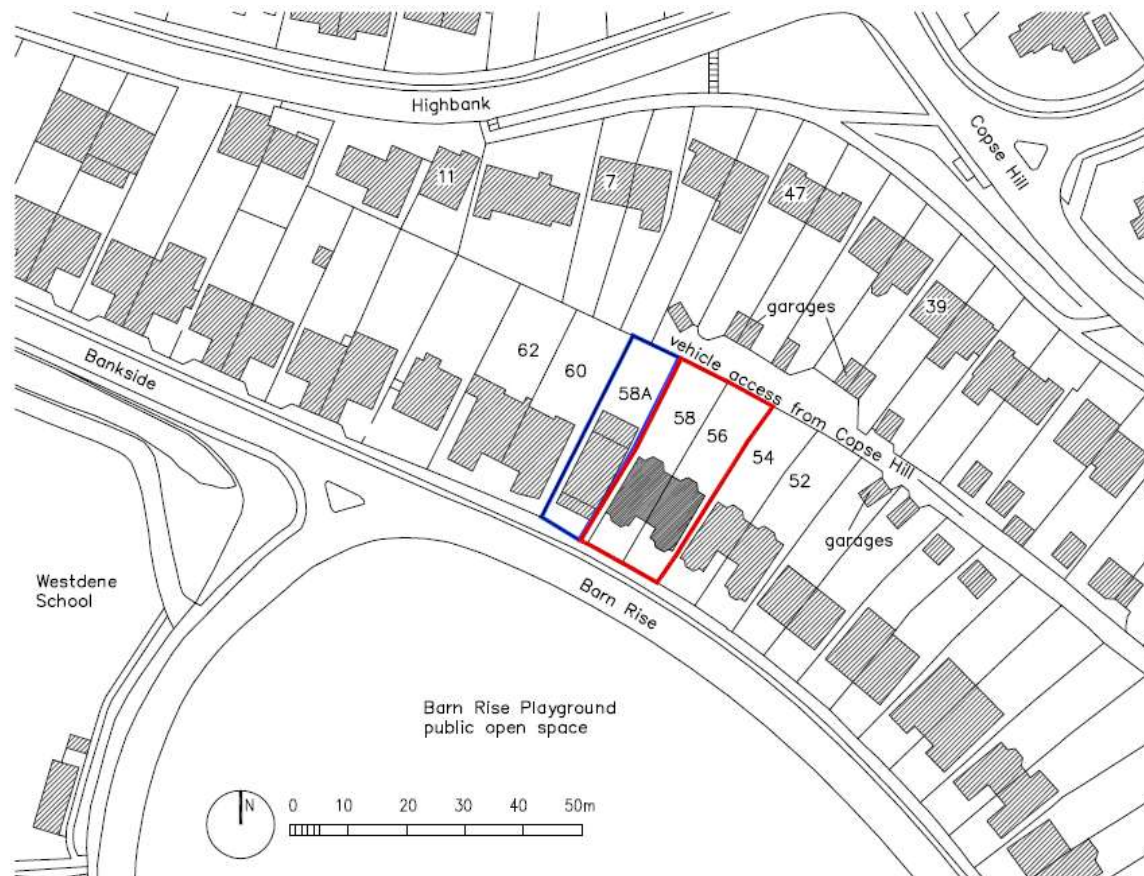 Highbank
Copse Hill
11
7
47
39
garages
vehicle access from Copse Hill
Bankside
62
60
58A
58
56
54
52
garages
Westdene
School
Barn Rise
Barn Rise Playground
public open space
N
0 10 20 30 40 50m